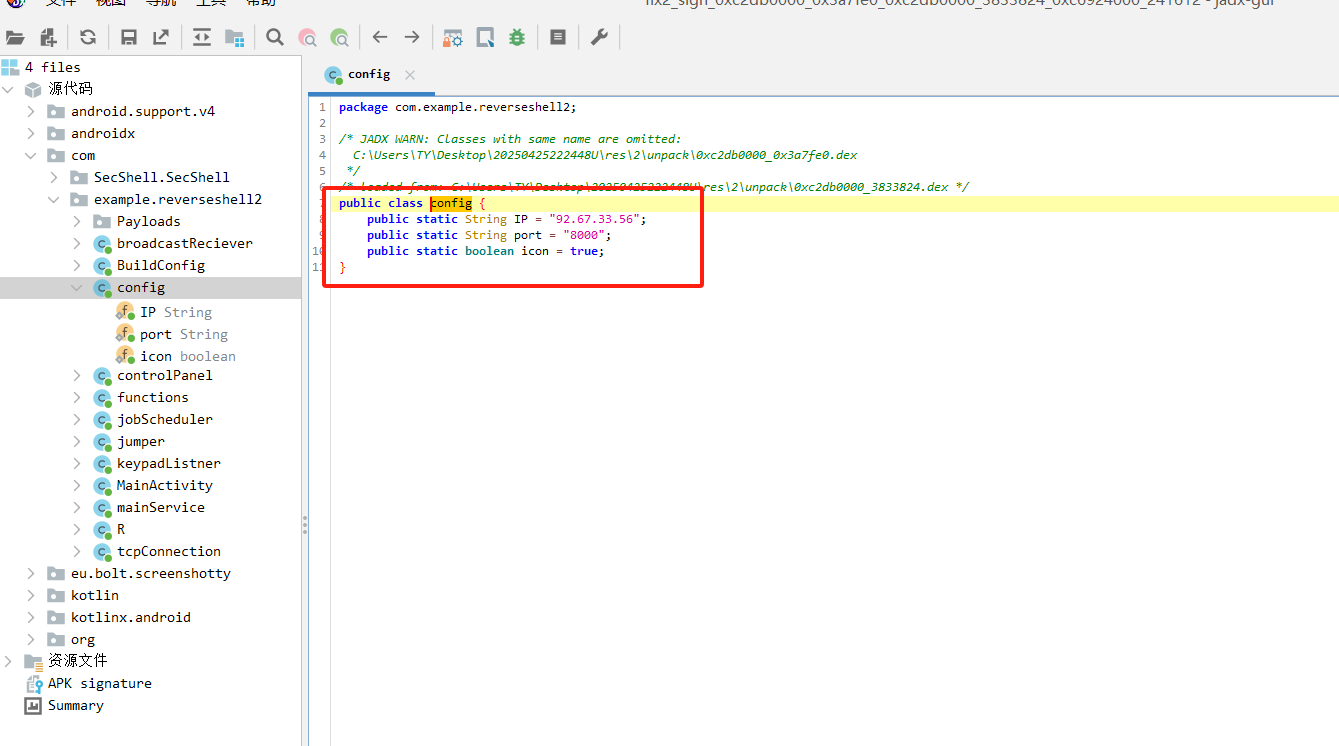 文件 视图 导航 工具 帮助
fix2_sign_0xc2db0000_0x3a7fe0_0xc2db0000_3833824_0xc6924000_241612 - jadx-gui
4 files
源代码
android.support.v4
androidx
com
SecShell.SecShell
example.reverseshell2
Payloads
broadcastReciever
BuildConfig
config
IP String
port String
icon boolean
controlPanel
functions
jobScheduler
jumper
keypadListner
MainActivity
mainService
R
tcpConnection
eu.bolt.screenshotty
kotlin
kotlinx.android
org
资源文件
APK signature
Summary
config
1 package com.example.reverseshell2;
2
3 /* JADX WARN: Classes with same name are omitted:
4 C:\Users\TY\Desktop\20250425222448U\res\2\unpack\0xc2db0000_0x3a7fe0.dex
5 */
6 /* loaded from: C:\Users\TY\Desktop\20250425222448U\res\2\unpack\0xc2db0000_3833824.dex */
7 public class config {
8 public static String IP = "92.67.33.56";
9 public static String port = "8000";
10 public static boolean icon = true;
11 }